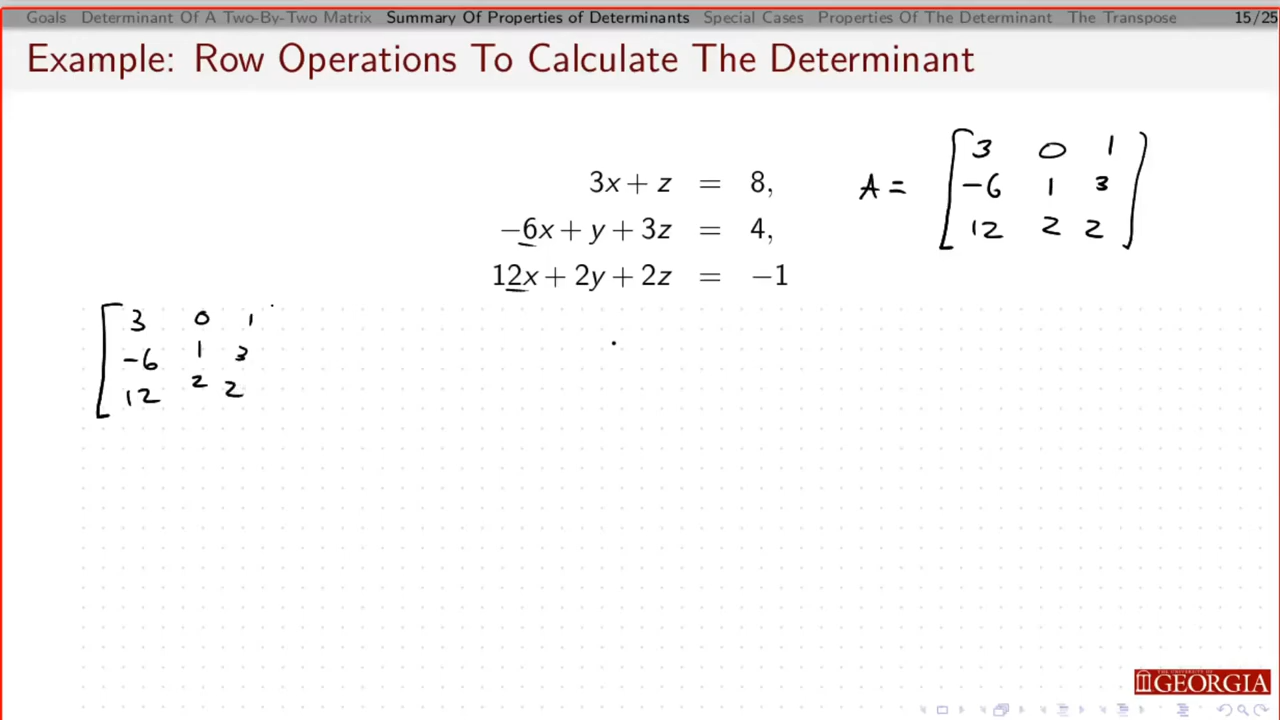 Goals Determinant Of A Two-By-Two Matrix Summary Of Properties of Determinants Special Cases Properties Of The Determinant The Transpose 15/25
Example: Row Operations To Calculate The Determinant
3x + z = 8,
−6x + y + 3z = 4,
12x + 2y + 2z = −1
A =
3 0 1
-6 1 3
12 2 2
3 0 1
-6 1 3
12 2 2
THE UNIVERSITY OF
GEORGIA